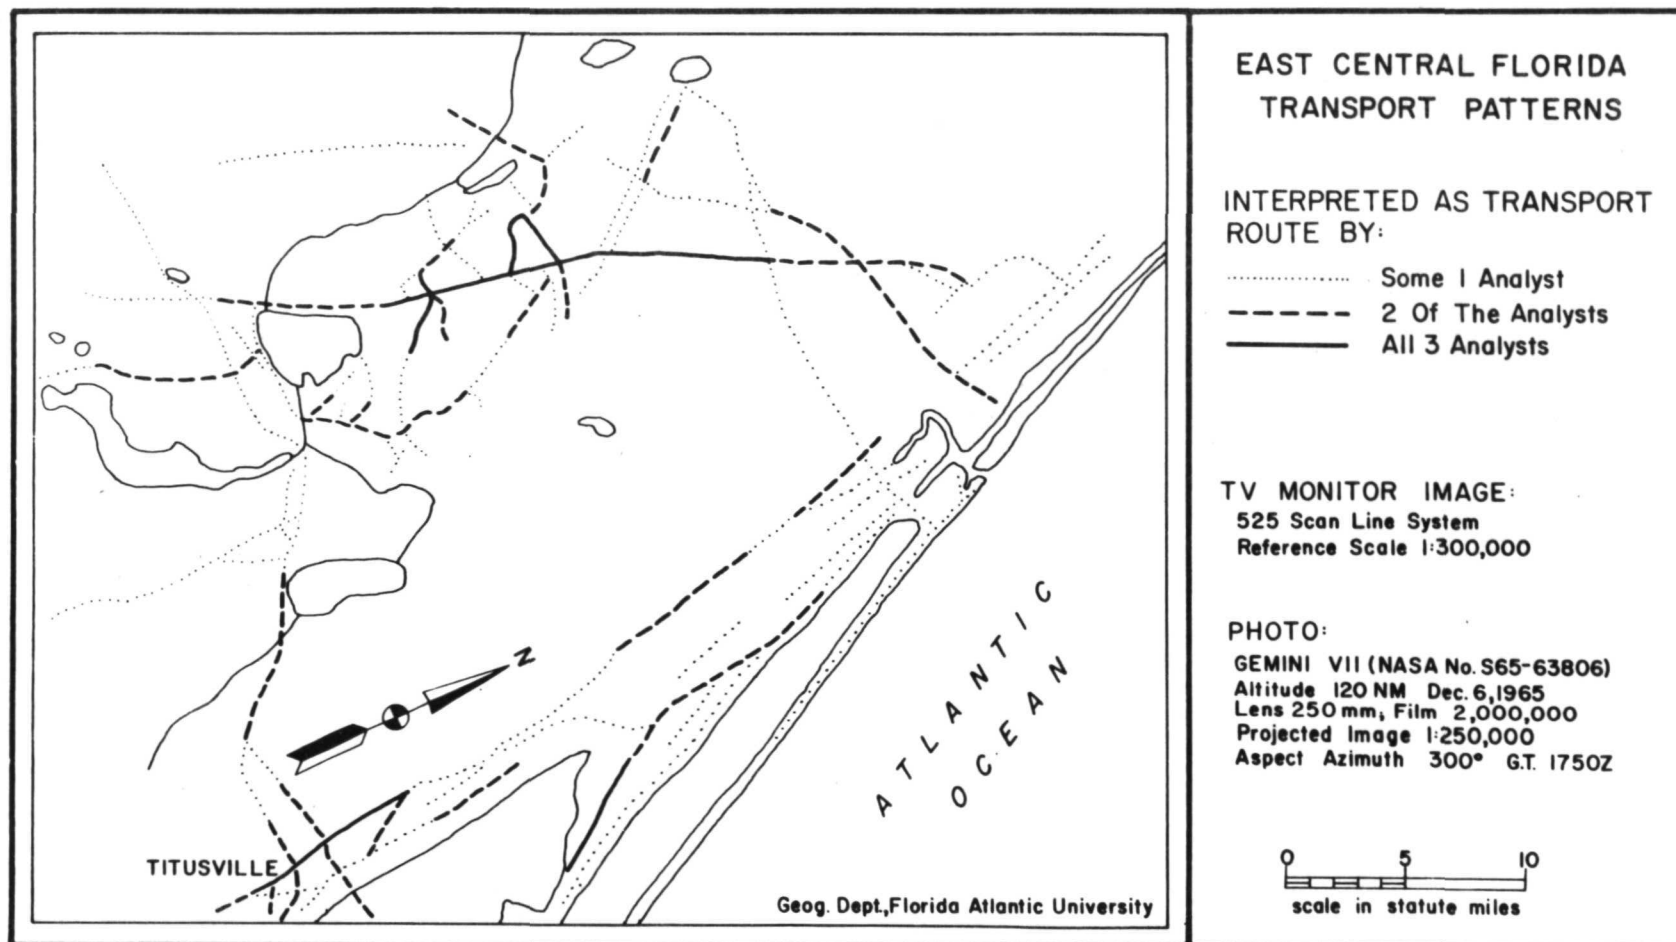 EAST CENTRAL FLORIDA
TRANSPORT PATTERNS
INTERPRETED AS TRANSPORT
ROUTE BY:
Some 1 Analyst
2 Of The Analysts
All 3 Analysts
TV MONITOR IMAGE:
525 Scan Line System
Reference Scale 1:300,000
PHOTO:
GEMINI VII (NASA No. S65-63806)
Altitude 120 NM Dec. 6, 1965
Lens 250 mm, Film 2,000,000
Projected Image 1:250,000
Aspect Azimuth 300° G.T. 1750Z
0 5 10
scale in statute miles
N
ATLANTIC
OCEAN
TITUSVILLE
Geog. Dept., Florida Atlantic University